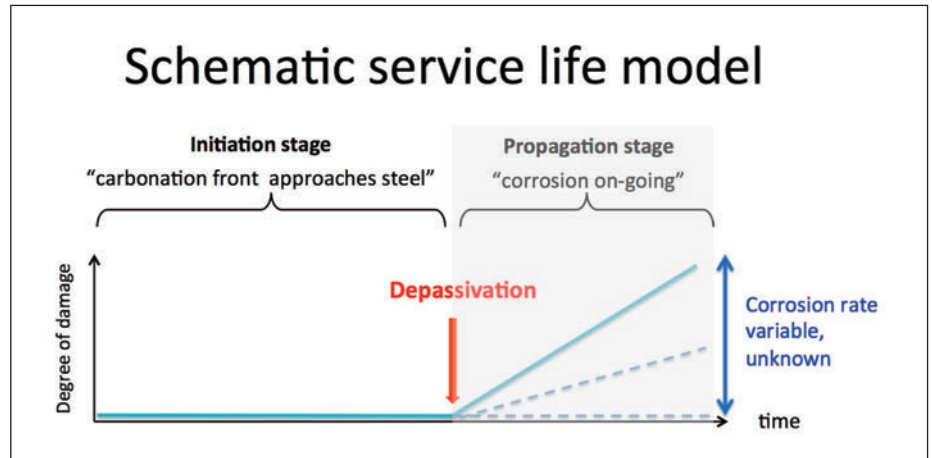 Schematic service life model
Initiation stage
“carbonation front approaches steel”
Propagation stage
“corrosion on-going”
Degree of damage
Depassivation
Corrosion rate
variable,
unknown
time